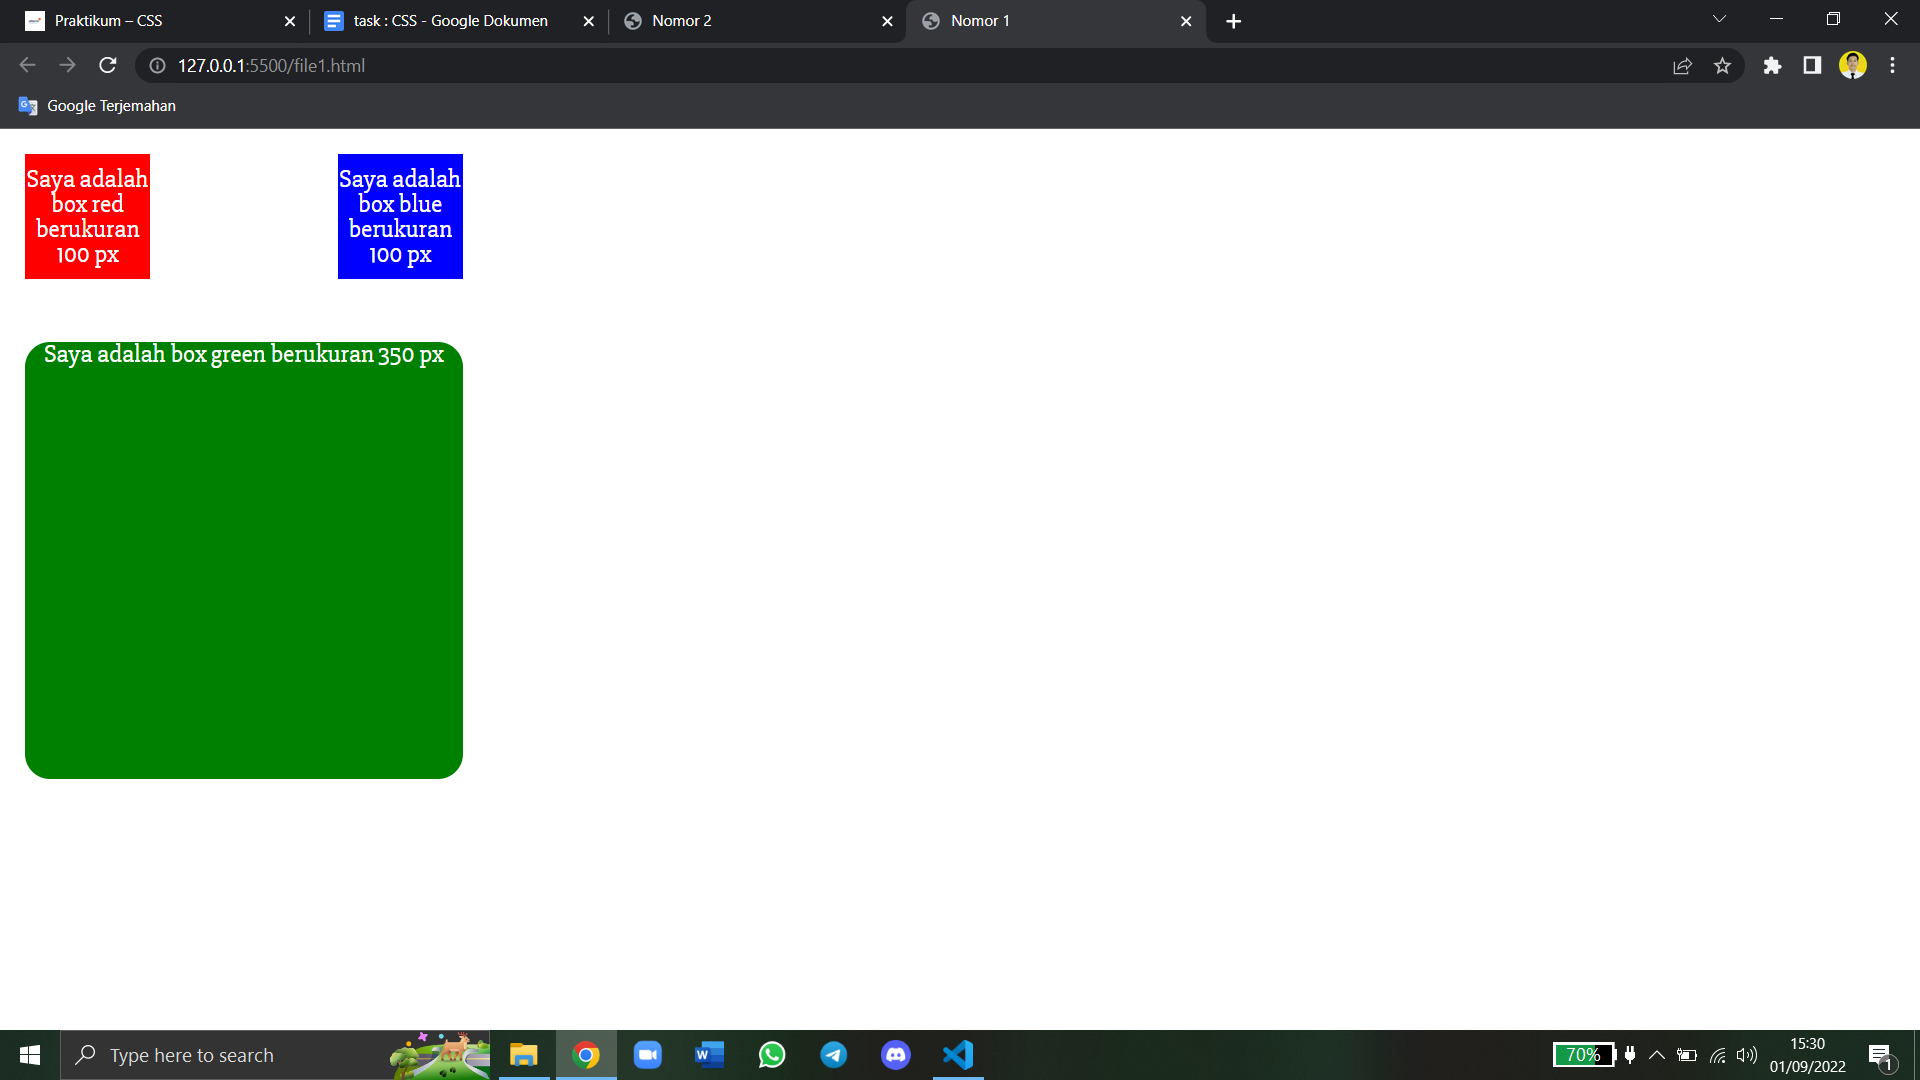 Praktikum – CSS
task : CSS - Google Dokumen
Nomor 2
Nomor 1
127.0.0.1:5500/file1.html
Google Terjemahan
Saya adalah
box red
berukuran
100 px
Saya adalah
box blue
berukuran
100 px
Saya adalah box green berukuran 350 px
Type here to search
70%
15:30
01/09/2022
1